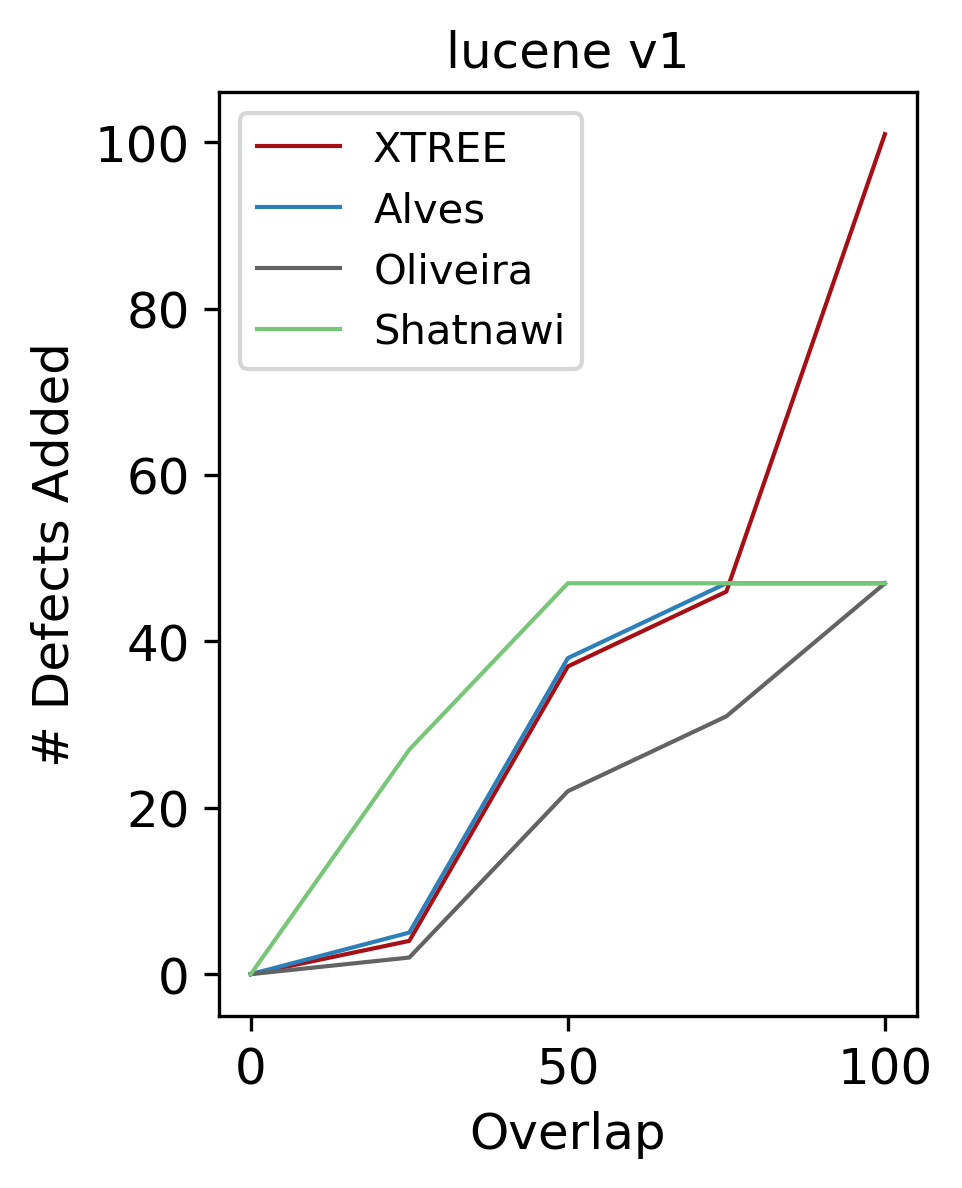 lucene v1
XTREE
Alves
Oliveira
Shatnawi
# Defects Added
100
80
60
40
20
0
0 50 100
Overlap